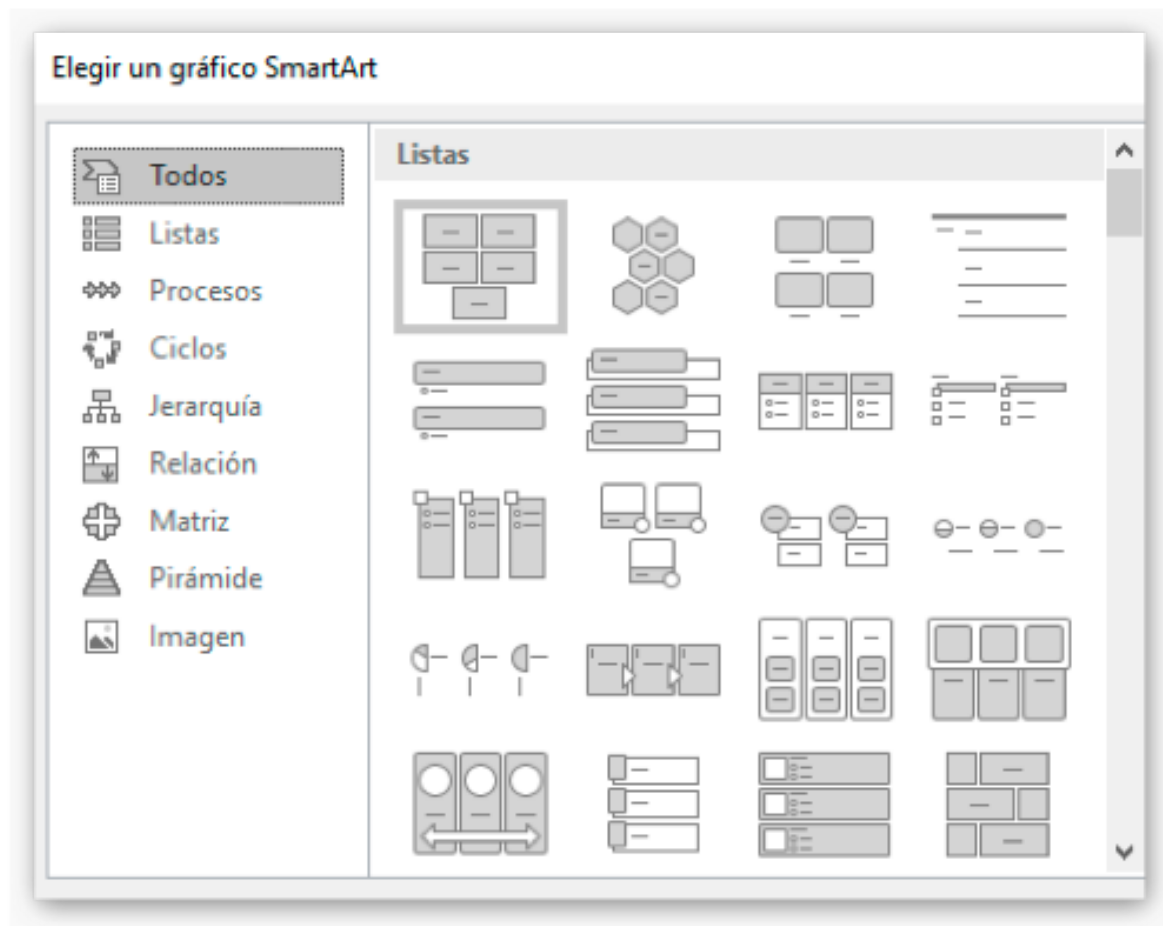 Elegir un gráfico SmartArt
Todos
Listas
Procesos
Ciclos
Jerarquía
Relación
Matriz
Pirámide
Imagen
Listas